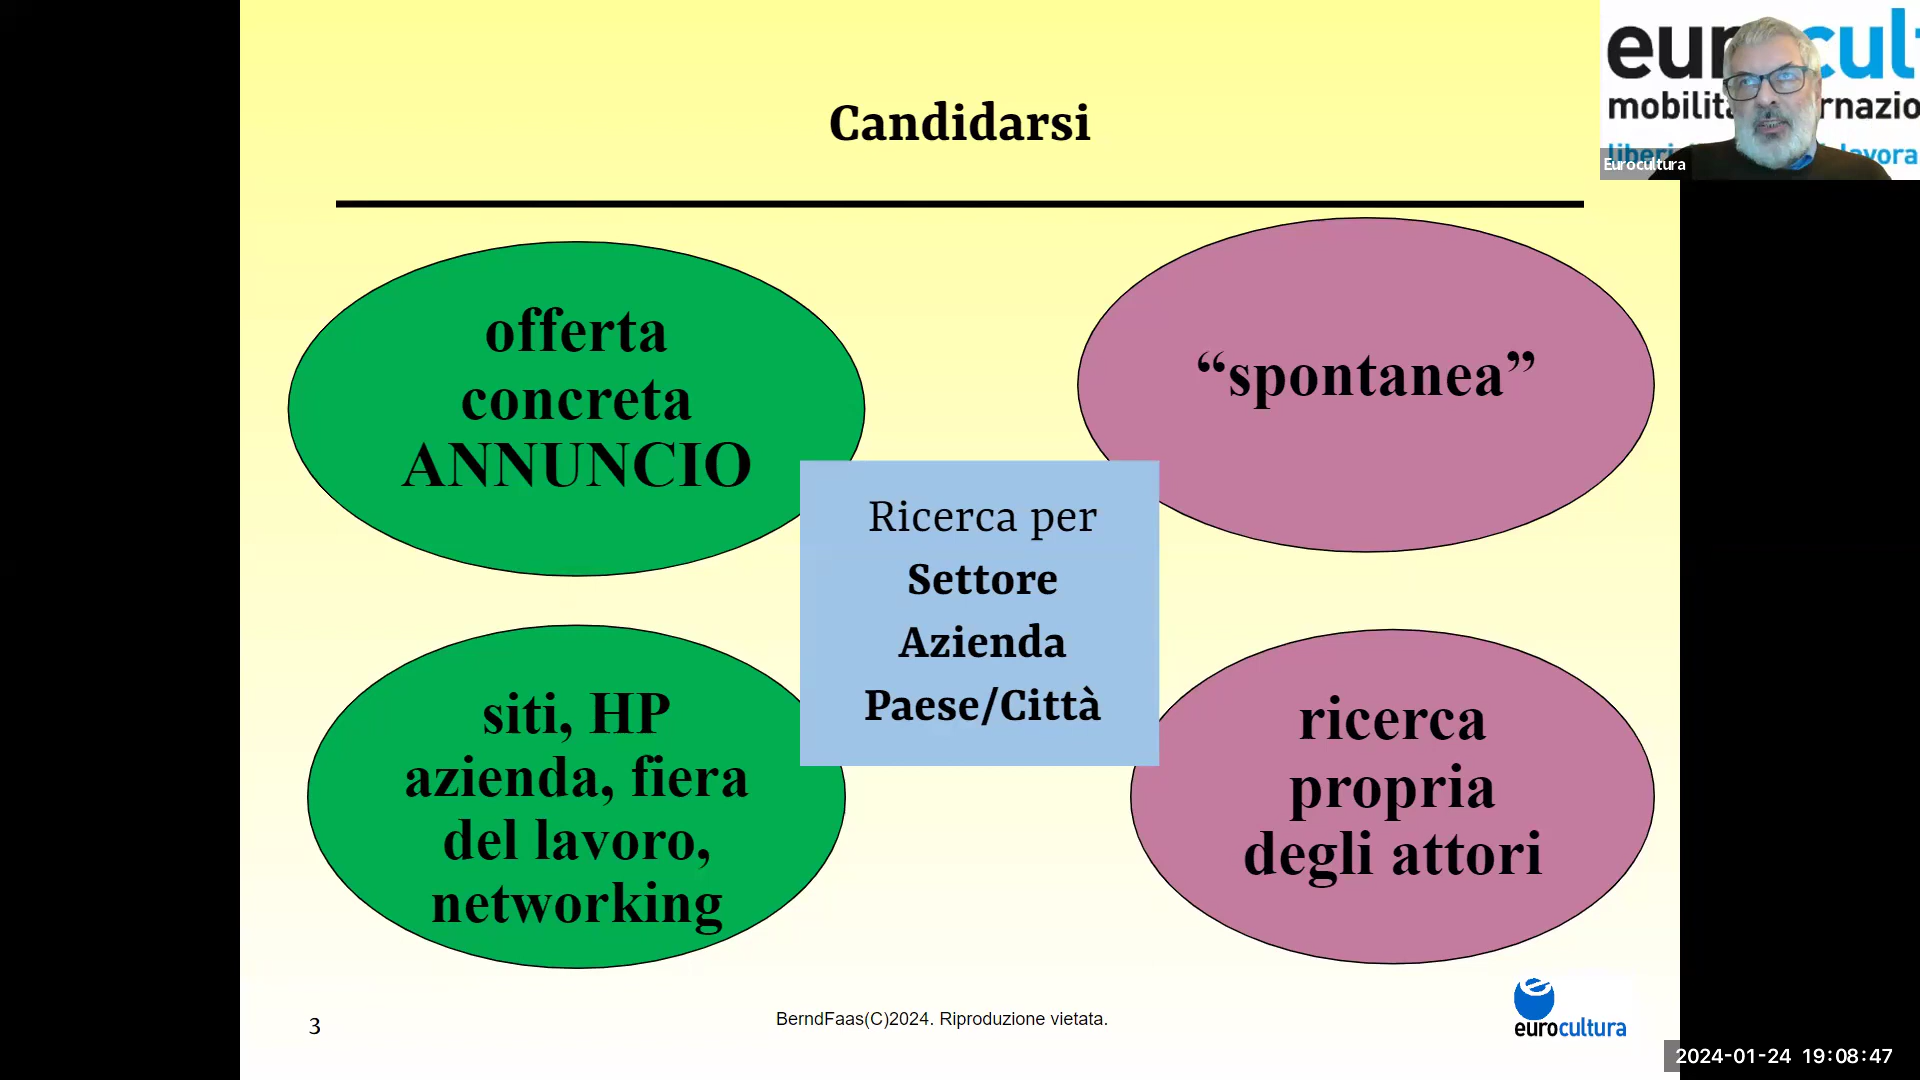 Candidarsi
offerta
concreta
ANNUNCIO
“spontanea”
Ricerca per
Settore
Azienda
Paese/Città
siti, HP
azienda, fiera
del lavoro,
networking
ricerca
propria
degli attori
3
BerndFaas(C)2024. Riproduzione vietata.
eurocultura
Eurocultura
2024-01-24 19:08:47